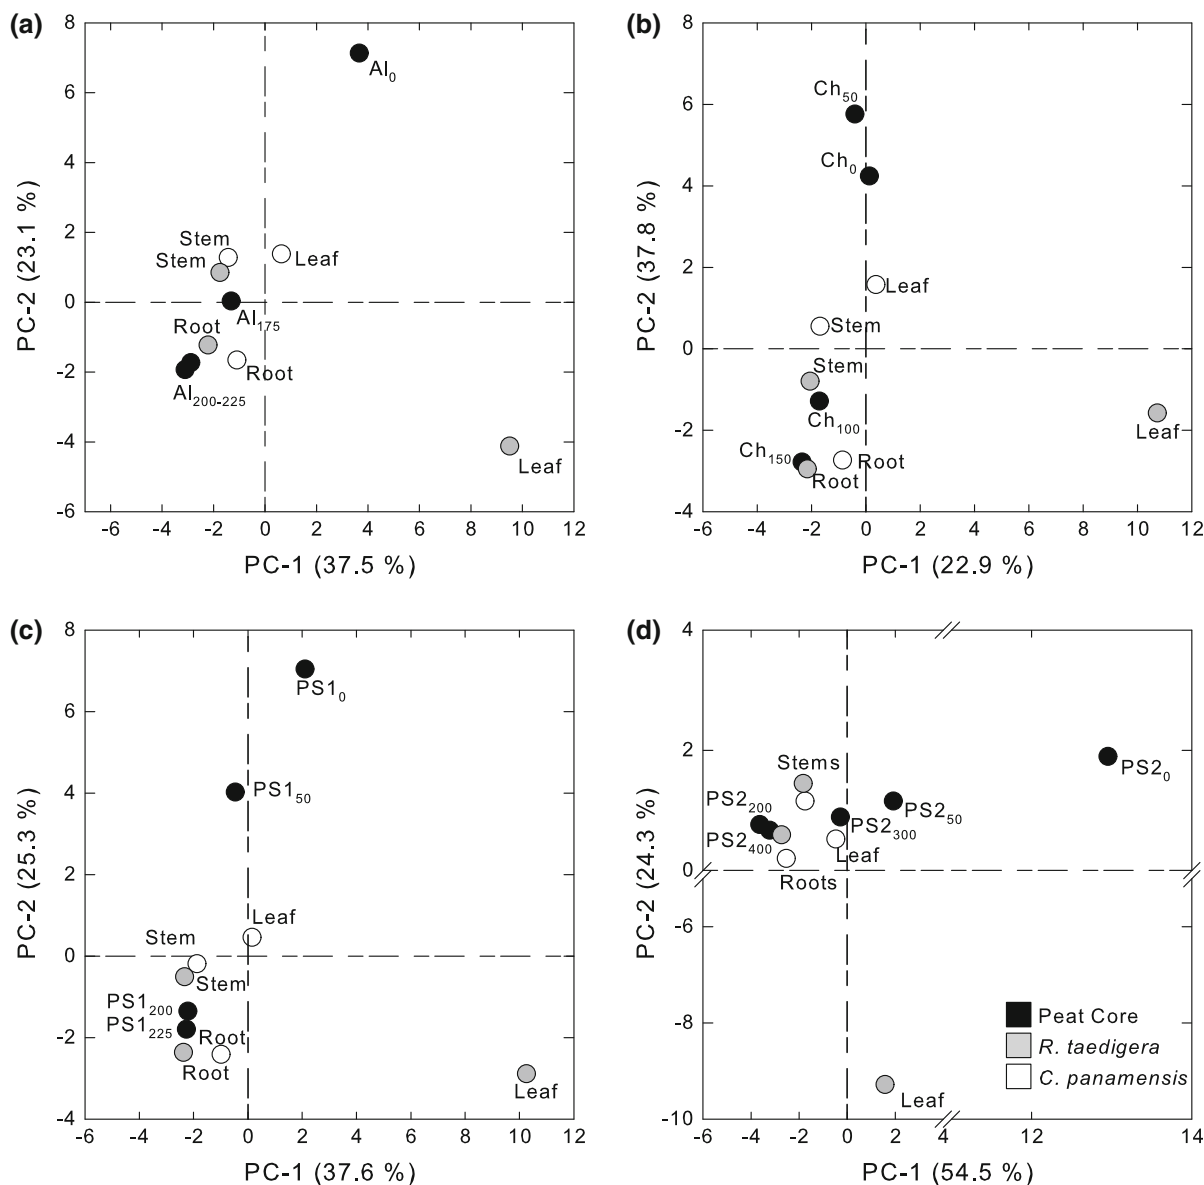 (a)
8
6
4
2
0
-2
-4
-6
PC-2 (23.1 %)
Al0
Stem
Stem
Leaf
Al175
Root
Root
Al200-225
Leaf
-6 -4 -2 0 2 4 6 8 10 12
PC-1 (37.5 %)
(b)
8
6
4
2
0
-2
-4
PC-2 (37.8 %)
Ch50
Ch0
Leaf
Stem
Stem
Ch100
Leaf
Ch150
Root
Root
-6 -4 -2 0 2 4 6 8 10 12
PC-1 (22.9 %)
(c)
8
6
4
2
0
-2
-4
PC-2 (25.3 %)
PS10
PS150
Leaf
Stem
Stem
PS1200
PS1225
Root
Root
Leaf
-6 -4 -2 0 2 4 6 8 10 12
PC-1 (37.6 %)
(d)
4
2
0
-6
-8
-10
PC-2 (24.3 %)
Stems
PS20
PS2200
PS250
PS2300
PS2400
Leaf
Roots
Peat Core
R. taedigera
C. panamensis
Leaf
-6 -4 -2 0 2 4 12 14
PC-1 (54.5 %)